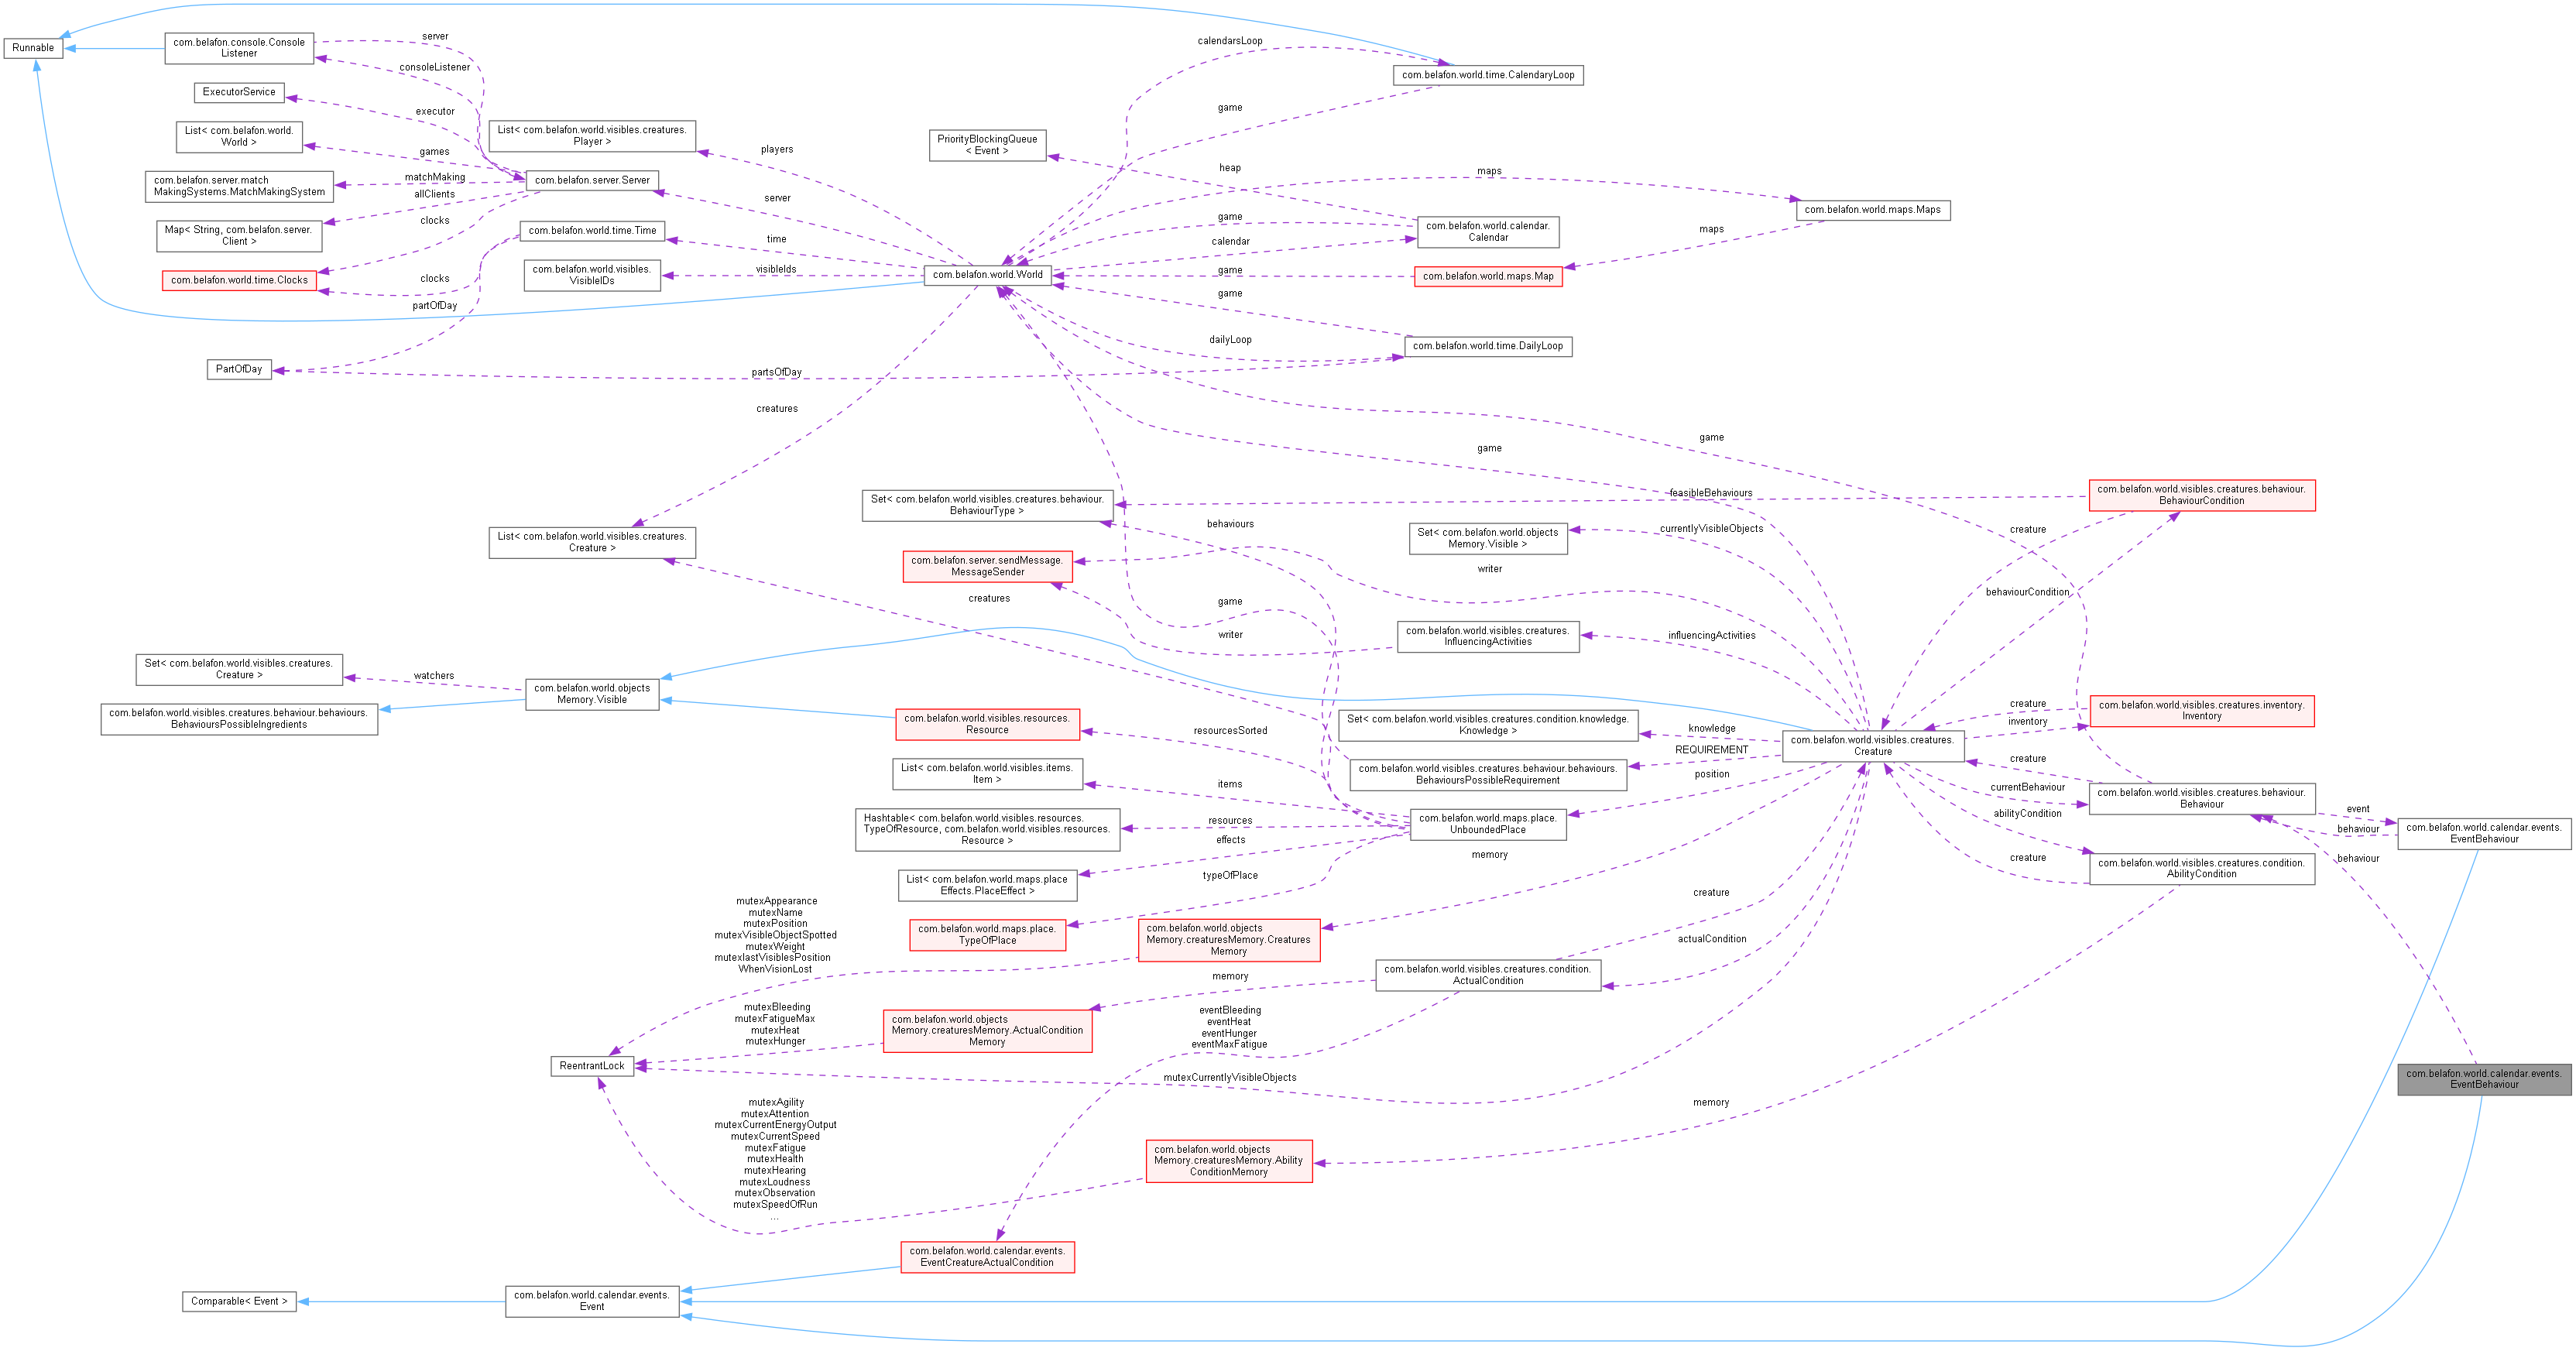 Runnable
com.belafon.console.Console
Listener
ExecutorService
List< com.belafon.world.
World >
com.belafon.server.match
MakingSystems.MatchMakingSystem
Map< String, com.belafon.server.
Client >
com.belafon.world.time.Clocks
PartOfDay
server
consoleListener
executor
games
matchMaking
allClients
clocks
clocks
partOfDay
List< com.belafon.world.visibles.creatures.
Player >
com.belafon.server.Server
com.belafon.world.time.Time
com.belafon.world.visibles.
VisibleIDs
players
server
time
visibleIds
partsOfDay
creatures
com.belafon.world.World
PriorityBlockingQueue
< Event >
calendarsLoop
game
heap
game
calendar
game
game
dailyLoop
com.belafon.world.time.CalendaryLoop
com.belafon.world.calendar.
Calendar
com.belafon.world.maps.Map
com.belafon.world.time.DailyLoop
maps
maps
com.belafon.world.maps.Maps
game
game
List< com.belafon.world.visibles.creatures.
Creature >
Set< com.belafon.world.visibles.creatures.behaviour.
BehaviourType >
com.belafon.server.sendMessage.
MessageSender
creatures
behaviours
game
writer
writer
Set< com.belafon.world.objects
Memory.Visible >
com.belafon.world.visibles.creatures.
InfluencingActivities
feasibleBehaviours
currentlyVisibleObjects
influencingActivities
creature
behaviourCondition
com.belafon.world.visibles.creatures.behaviour.
BehaviourCondition
Set< com.belafon.world.visibles.creatures.
Creature >
com.belafon.world.visibles.creatures.behaviour.behaviours.
BehavioursPossibleIngredients
watchers
com.belafon.world.objects
Memory.Visible
com.belafon.world.visibles.resources.
Resource
resourcesSorted
List< com.belafon.world.visibles.items.
Item >
items
Hashtable< com.belafon.world.visibles.resources.
TypeOfResource, com.belafon.world.visibles.resources.
Resource >
resources
effects
List< com.belafon.world.maps.place
Effects.PlaceEffect >
typeOfPlace
com.belafon.world.maps.place.
TypeOfPlace
Set< com.belafon.world.visibles.creatures.condition.knowledge.
Knowledge >
com.belafon.world.visibles.creatures.behaviour.behaviours.
BehavioursPossibleRequirement
com.belafon.world.maps.place.
UnboundedPlace
knowledge
REQUIREMENT
position
memory
com.belafon.world.visibles.creatures.
Creature
creature
inventory
com.belafon.world.visibles.creatures.inventory.
Inventory
creature
currentBehaviour
abilityCondition
creature
com.belafon.world.visibles.creatures.behaviour.
Behaviour
com.belafon.world.visibles.creatures.condition.
AbilityCondition
event
behaviour
behaviour
com.belafon.world.calendar.events.
EventBehaviour
mutexAppearance
mutexName
mutexPosition
mutexVisibleObjectSpotted
mutexWeight
mutexlastVisiblesPosition
WhenVisionLost
com.belafon.world.objects
Memory.creaturesMemory.Creatures
Memory
creature
actualCondition
com.belafon.world.visibles.creatures.condition.
ActualCondition
memory
mutexBleeding
mutexFatigueMax
mutexHeat
mutexHunger
com.belafon.world.objects
Memory.creaturesMemory.ActualCondition
Memory
eventBleeding
eventHeat
eventHunger
eventMaxFatigue
ReentrantLock
mutexCurrentlyVisibleObjects
com.belafon.world.calendar.events.
EventBehaviour
mutexAgility
mutexAttention
mutexCurrentEnergyOutput
mutexCurrentSpeed
mutexFatigue
mutexHealth
mutexHearing
mutexLoudness
mutexObservation
mutexSpeedOfRun
...
memory
com.belafon.world.objects
Memory.creaturesMemory.Ability
ConditionMemory
com.belafon.world.calendar.events.
EventCreatureActualCondition
Comparable< Event >
com.belafon.world.calendar.events.
Event